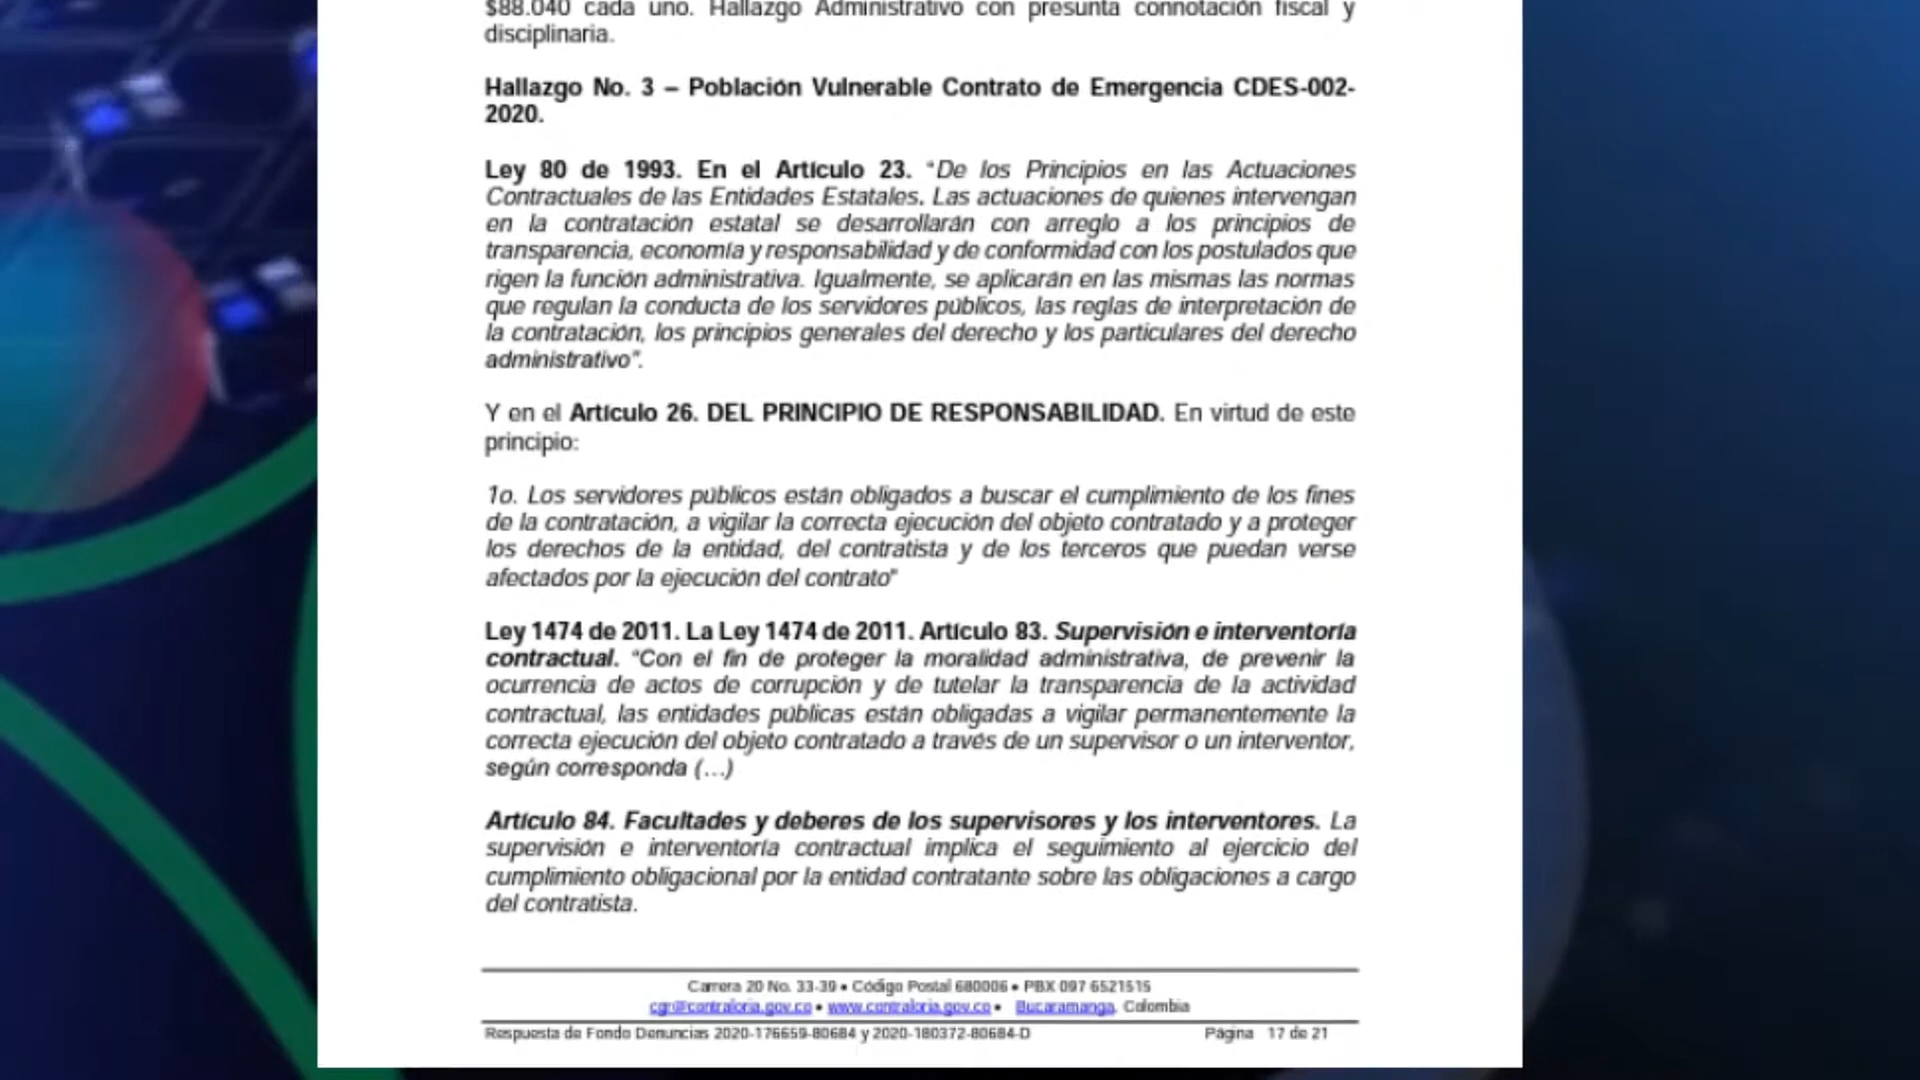 $88.040 cada uno. Hallazgo Administrativo con presunta connotación fiscal y
disciplinaria.
Hallazgo No. 3 – Población Vulnerable Contrato de Emergencia CDES-002-
2020.
Ley 80 de 1993. En el Artículo 23. “De los Principios en las Actuaciones
Contractuales de las Entidades Estatales. Las actuaciones de quienes intervengan
en la contratación estatal se desarrollarán con arreglo a los principios de
transparencia, economía y responsabilidad y de conformidad con los postulados que
rigen la función administrativa. Igualmente, se aplicarán en las mismas las normas
que regulan la conducta de los servidores públicos, las reglas de interpretación de
la contratación, los principios generales del derecho y los particulares del derecho
administrativo”.
Y en el Artículo 26. DEL PRINCIPIO DE RESPONSABILIDAD. En virtud de este
principio:
1o. Los servidores públicos están obligados a buscar el cumplimiento de los fines
de la contratación, a vigilar la correcta ejecución del objeto contratado y a proteger
los derechos de la entidad, del contratista y de los terceros que puedan verse
afectados por la ejecución del contrato”
Ley 1474 de 2011. La Ley 1474 de 2011. Artículo 83. Supervisión e interventoría
contractual. “Con el fin de proteger la moralidad administrativa, de prevenir la
ocurrencia de actos de corrupción y de tutelar la transparencia de la actividad
contractual, las entidades públicas están obligadas a vigilar permanentemente la
correcta ejecución del objeto contratado a través de un supervisor o un interventor,
según corresponda (…)
Artículo 84. Facultades y deberes de los supervisores y los interventores. La
supervisión e interventoría contractual implica el seguimiento al ejercicio del
cumplimiento obligacional por la entidad contratante sobre las obligaciones a cargo
del contratista.
Carrera 20 No. 33-39 • Código Postal 680006 • PBX 097 6521515
cgr@contraloria.gov.co • www.contraloria.gov.co • Bucaramanga, Colombia
Respuesta de Fondo Denuncias 2020-176659-80684 y 2020-180372-80684-D Página 17 de 21